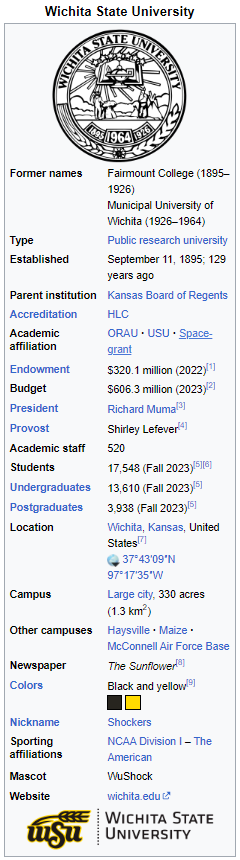 Wichita State University
WICHITA STATE UNIVERSITY
1895 1964 1926
Former names Fairmount College (1895–
1926)
Municipal University of
Wichita (1926–1964)
Type Public research university
Established September 11, 1895; 129
years ago
Parent institution Kansas Board of Regents
Accreditation HLC
Academic ORAU · USU · Space-
affiliation grant
Endowment $320.1 million (2022)[1]
Budget $606.3 million (2023)[2]
President Richard Muma[3]
Provost Shirley Lefever[4]
Academic staff 520
Students 17,548 (Fall 2023)[5][6]
Undergraduates 13,610 (Fall 2023)[5]
Postgraduates 3,938 (Fall 2023)[5]
Location Wichita, Kansas, United
States[7]
37°43′09″N
97°17′35″W
Campus Large city, 330 acres
(1.3 km2)
Other campuses Haysville · Maize ·
McConnell Air Force Base
Newspaper The Sunflower[8]
Colors Black and yellow[9]
Nickname Shockers
Sporting NCAA Division I – The
affiliations American
Mascot WuShock
Website wichita.edu
wsu WICHITA STATE
UNIVERSITY